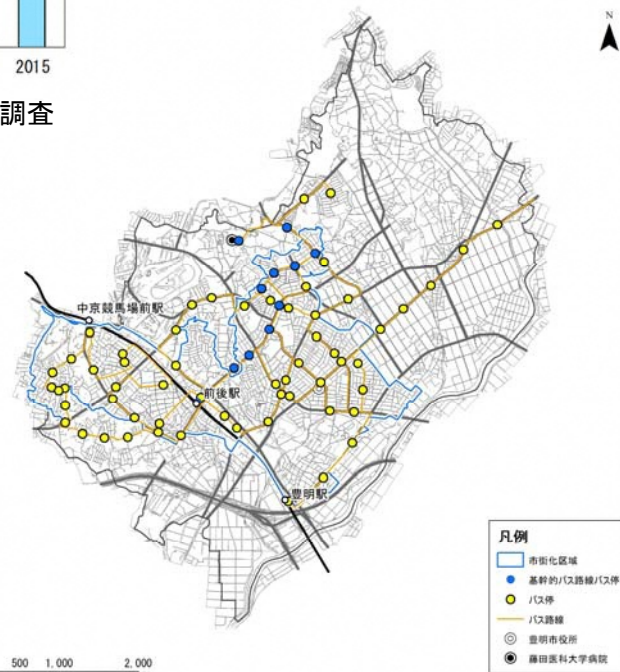 2015
調査
N
中京競馬場前駅
前後駅
豊明駅
凡例
市街化区域
基幹的バス路線バス停
バス停
バス路線
豊明市役所
藤田医科大学病院
500 1,000 2,000